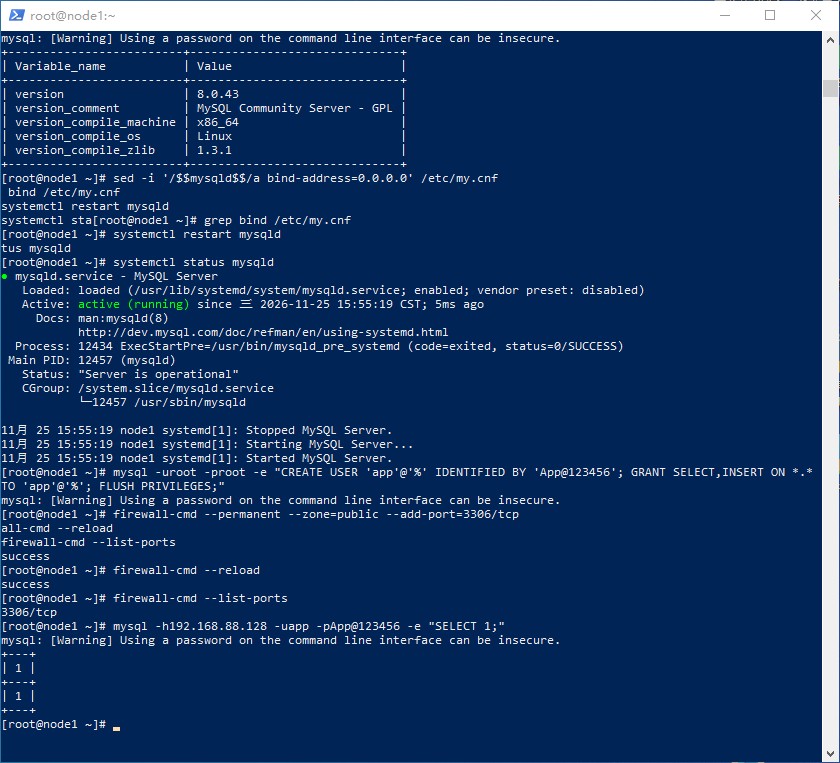 root@node1:~
mysql: [Warning] Using a password on the command line interface can be insecure.
+--------------------------+------------------------------+
| Variable_name           | Value                        |
+--------------------------+------------------------------+
| version                 | 8.0.43                       |
| version_comment         | MySQL Community Server - GPL |
| version_compile_machine | x86_64                       |
| version_compile_os      | Linux                        |
| version_compile_zlib    | 1.3.1                        |
+--------------------------+------------------------------+
[root@node1 ~]# sed -i '/$$mysqld$$/a bind-address=0.0.0.0' /etc/my.cnf
 bind /etc/my.cnf
systemctl restart mysqld
systemctl sta[root@node1 ~]# grep bind /etc/my.cnf
[root@node1 ~]# systemctl restart mysqld
tus mysqld
[root@node1 ~]# systemctl status mysqld
● mysqld.service - MySQL Server
   Loaded: loaded (/usr/lib/systemd/system/mysqld.service; enabled; vendor preset: disabled)
   Active: active (running) since 三 2026-11-25 15:55:19 CST; 5ms ago
     Docs: man:mysqld(8)
           http://dev.mysql.com/doc/refman/en/using-systemd.html
  Process: 12434 ExecStartPre=/usr/bin/mysqld_pre_systemd (code=exited, status=0/SUCCESS)
 Main PID: 12457 (mysqld)
   Status: "Server is operational"
   CGroup: /system.slice/mysqld.service
           └─12457 /usr/sbin/mysqld
11月 25 15:55:19 node1 systemd[1]: Stopped MySQL Server.
11月 25 15:55:19 node1 systemd[1]: Starting MySQL Server...
11月 25 15:55:19 node1 systemd[1]: Started MySQL Server.
[root@node1 ~]# mysql -uroot -proot -e "CREATE USER 'app'@'%' IDENTIFIED BY 'App@123456'; GRANT SELECT,INSERT ON *.*
TO 'app'@'%'; FLUSH PRIVILEGES;"
mysql: [Warning] Using a password on the command line interface can be insecure.
[root@node1 ~]# firewall-cmd --permanent --zone=public --add-port=3306/tcp
all-cmd --reload
firewall-cmd --list-ports
success
[root@node1 ~]# firewall-cmd --reload
success
[root@node1 ~]# firewall-cmd --list-ports
3306/tcp
[root@node1 ~]# mysql -h192.168.88.128 -uapp -pApp@123456 -e "SELECT 1;"
mysql: [Warning] Using a password on the command line interface can be insecure.
+---+
| 1 |
+---+
| 1 |
+---+
[root@node1 ~]#